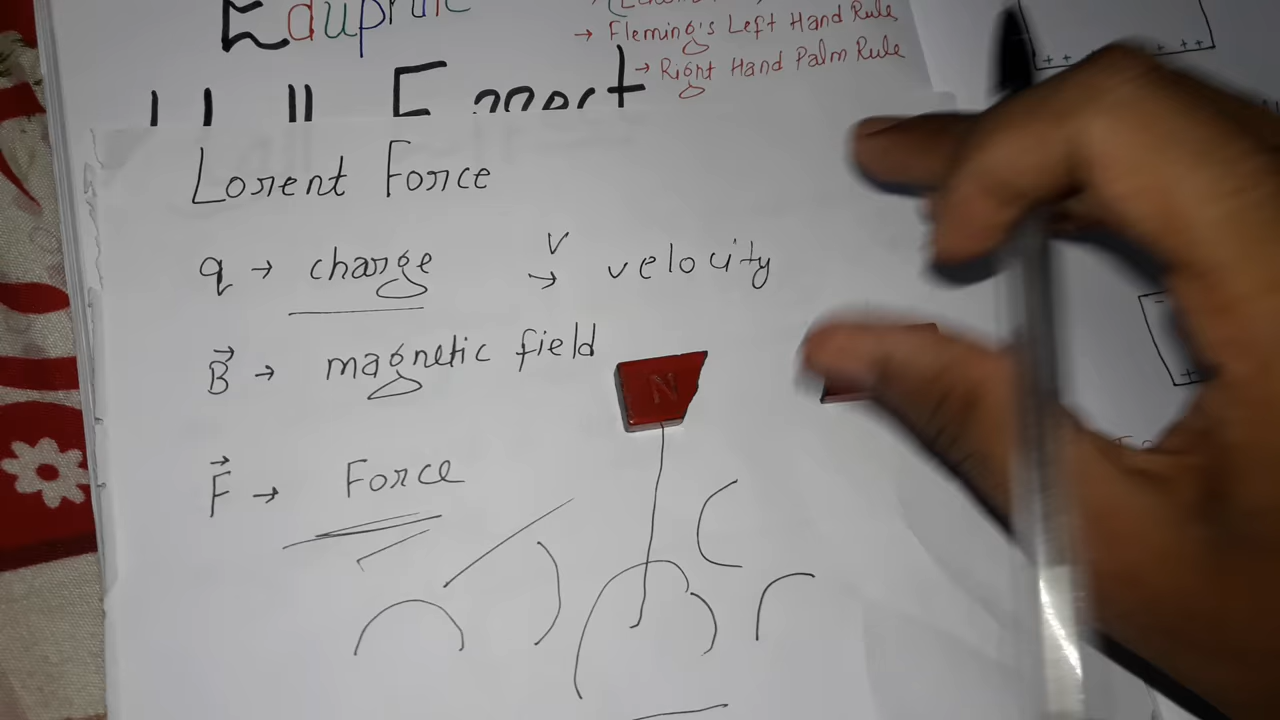 → Fleming's Left Hand Rule
→ Right Hand Palm Rule
Lorent Force
q → charge V → velocity
B⃗ → magnetic field
N
F⃗ → Force